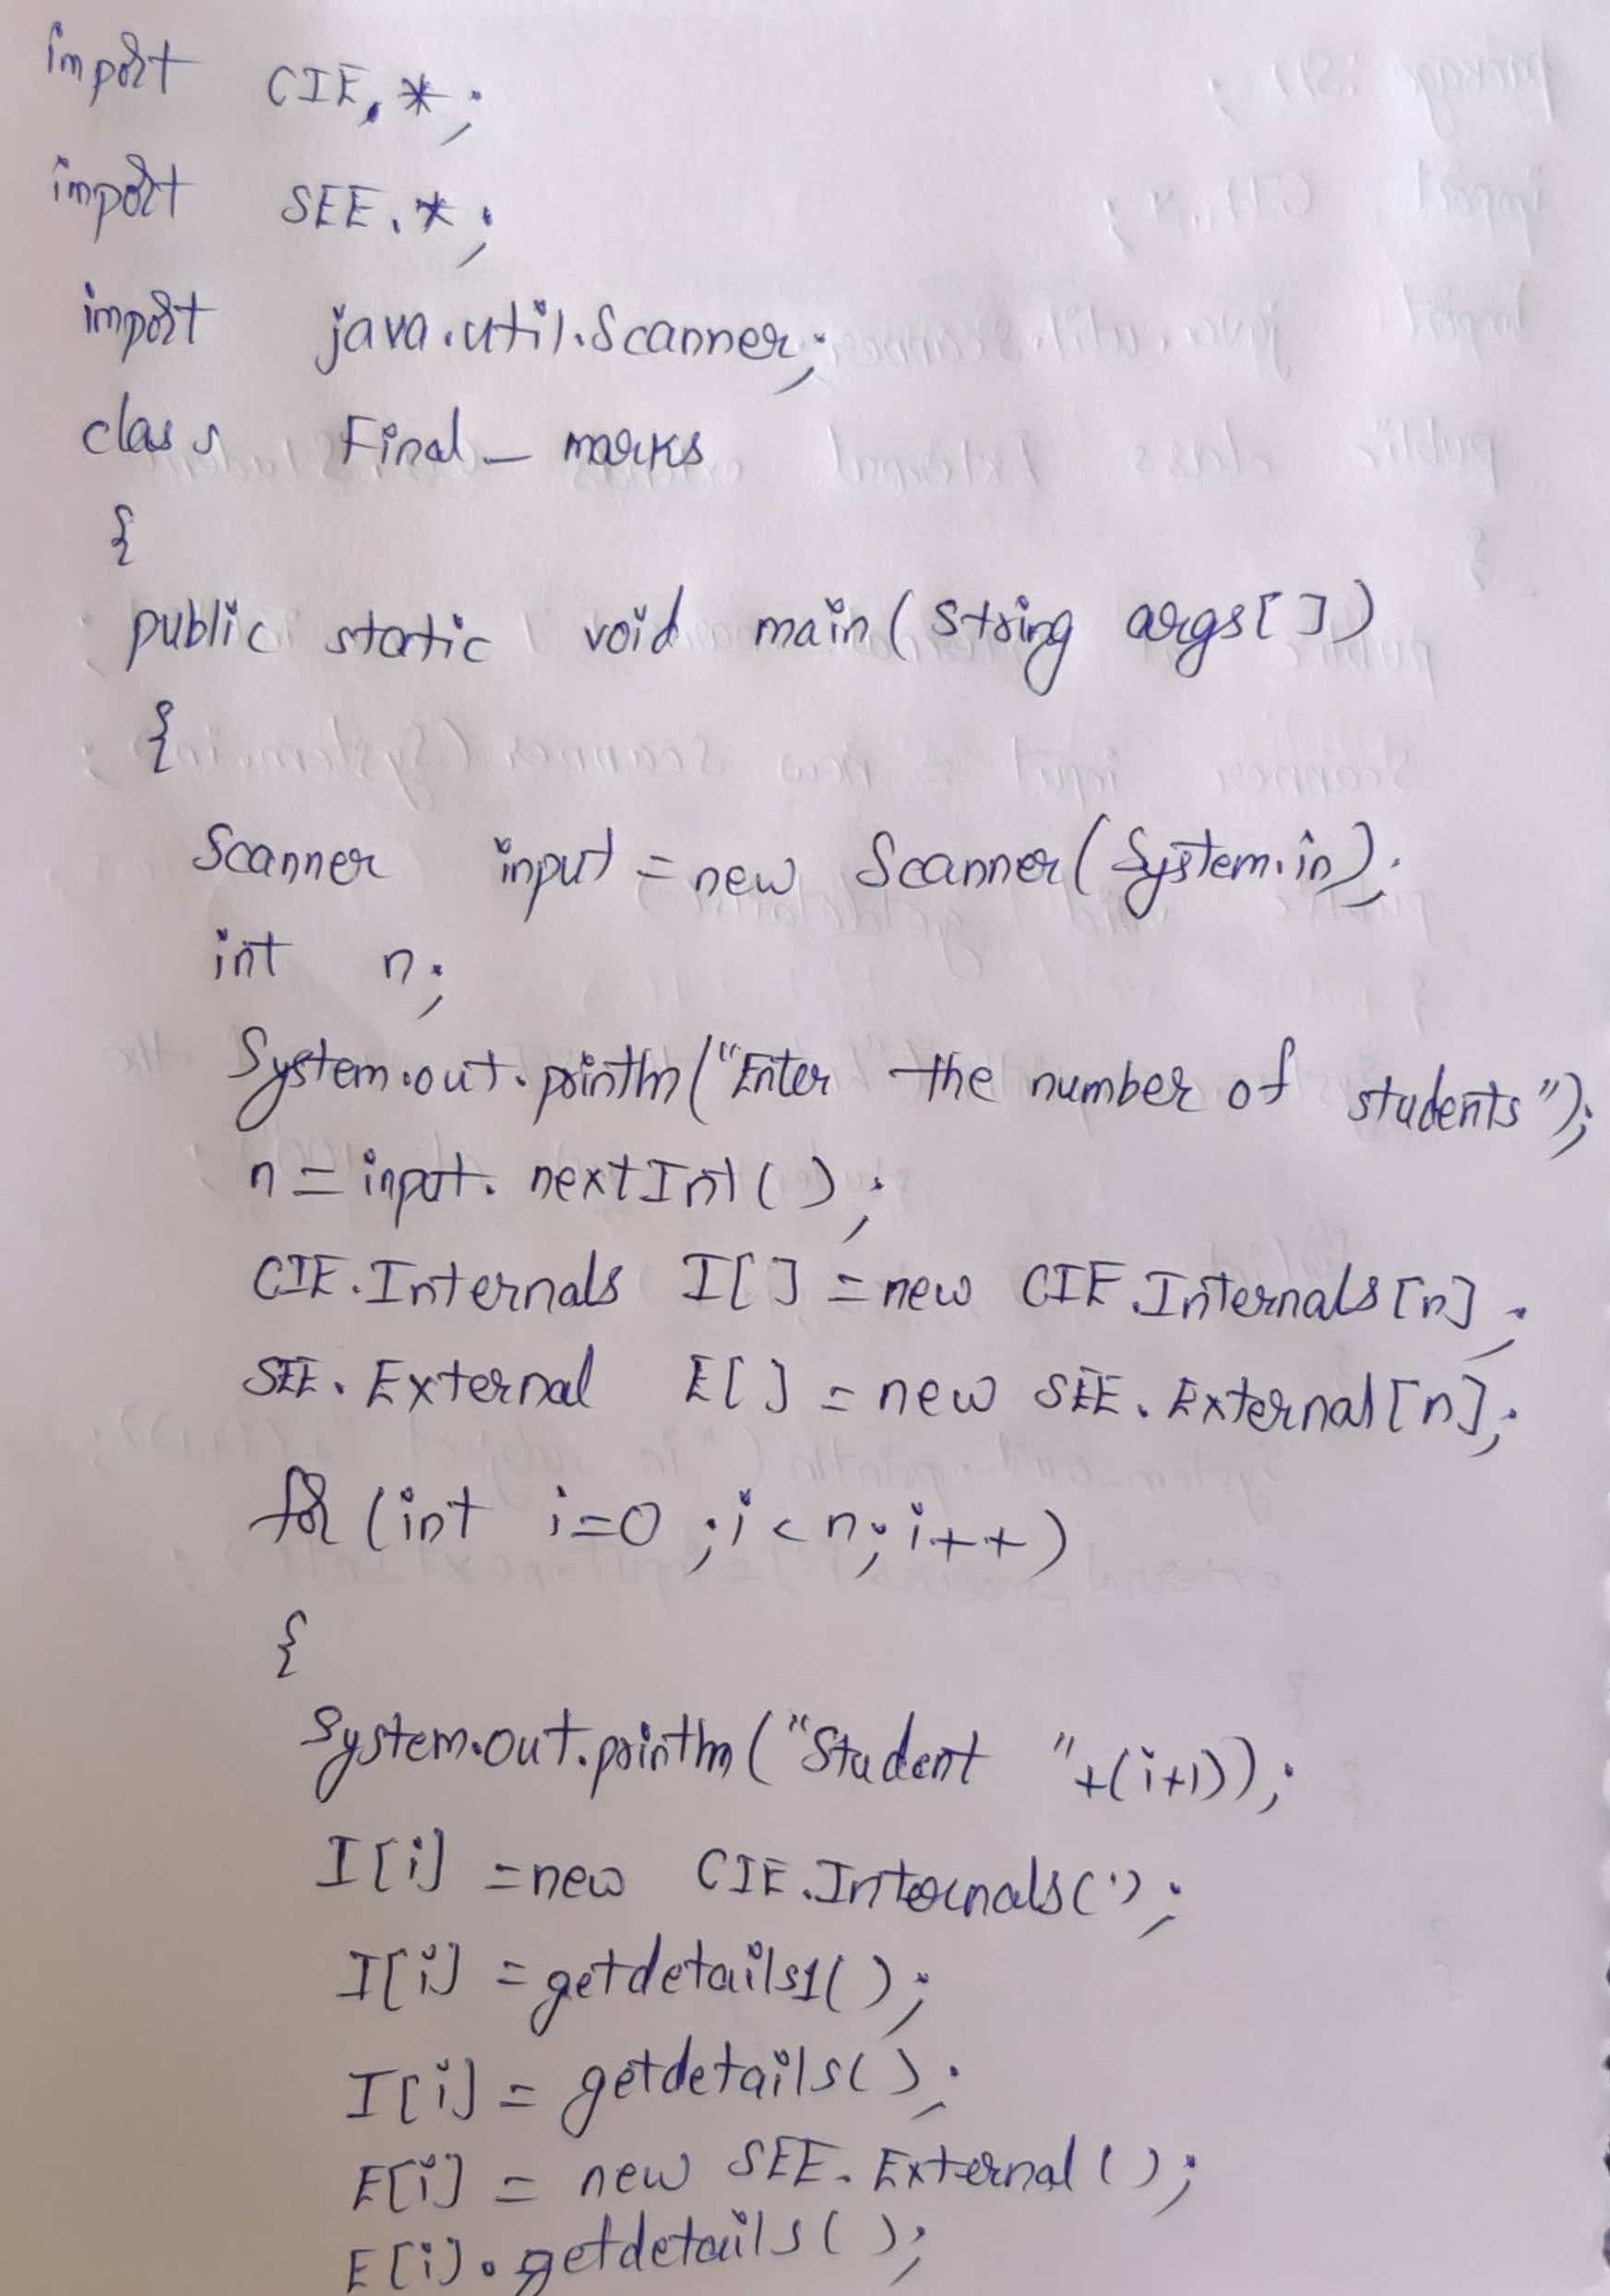 import CIE.*;
import SEE.*;
import java.util.Scanner;
class Final_marks
{
public static void main(String args[])
{
Scanner input = new Scanner(System.in);
int n;
System.out.println("Enter the number of students");
n = input.nextInt();
CIE.Internals I[] = new CIE.Internals[n];
SEE.External E[] = new SEE.External[n];
for (int i=0; i<n; i++)
{
System.out.println("Student "+(i+1));
I[i] = new CIE.Internals();
I[i] = getdetails1();
I[i] = getdetails();
E[i] = new SEE.External();
E[i].getdetails();